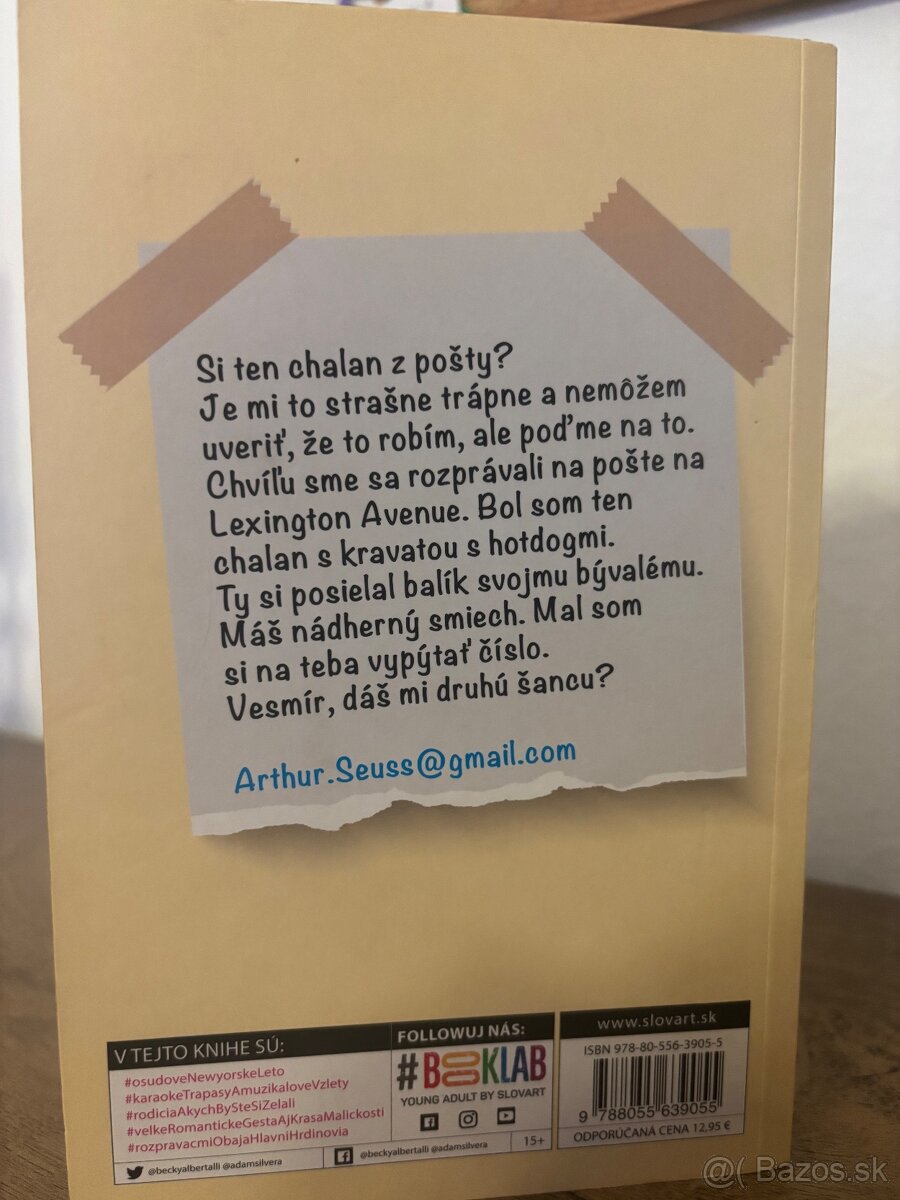 Si ten chalan z pošty?
Je mi to strašne trápne a nemôžem
uveriť, že to robím, ale poďme na to.
Chvíľu sme sa rozprávali na pošte na
Lexington Avenue. Bol som ten
chalan s kravatou s hotdogmi.
Ty si posielal balík svojmu bývalému.
Máš nádherný smiech. Mal som
si na teba vypýtať číslo.
Vesmír, dáš mi druhú šancu?
Arthur.Seuss@gmail.com
V TEJTO KNIHE SÚ:
#osudoveNewyorskeLeto
#karaokeTrapasyAmuzikaloveVzlety
#rodiciaAkychBySteSiZelali
#velkeRomantickeGestaAjKrasaMalickosti
#rozpravacmiObajaHlavniHrdinovia
@beckyalbertalli @adamsilvera
@beckyalbertalli @adamsilvera
FOLLOWUJ NÁS:
#BOOKLAB
YOUNG ADULT BY SLOVART
15+
www.slovart.sk
ISBN 978-80-556-3905-5
9 788055 639055
ODPORÚČANÁ CENA 12,95 €
@( Bazos.sk